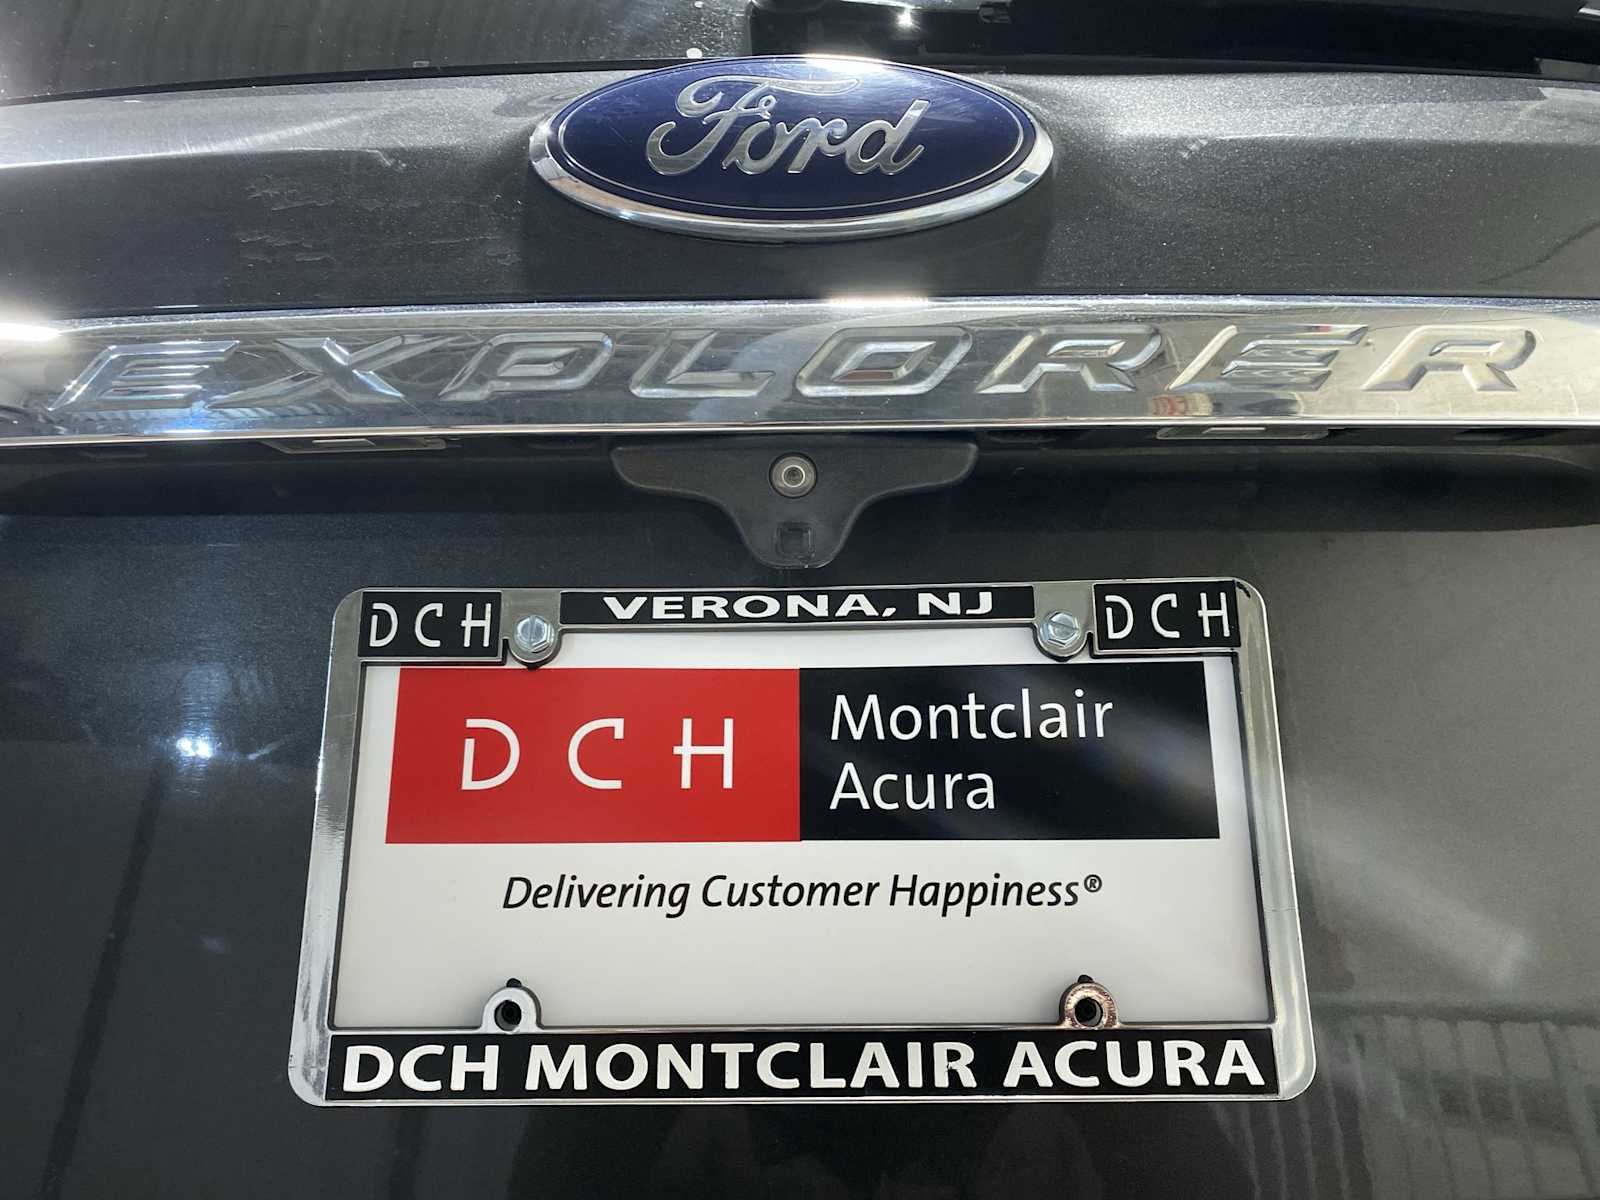 Ford
EXPLORER
DCH
VERONA, NJ
DCH
DCH
Montclair
Acura
Delivering Customer Happiness®
DCH MONTCLAIR ACURA